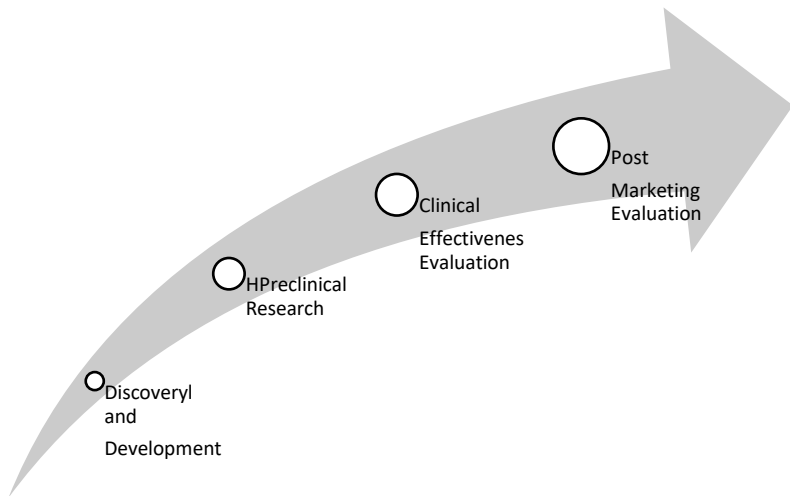 Discoveryl
and
Development
HPreclinical
Research
Clinical
Effectivenes
Evaluation
Post
Marketing
Evaluation